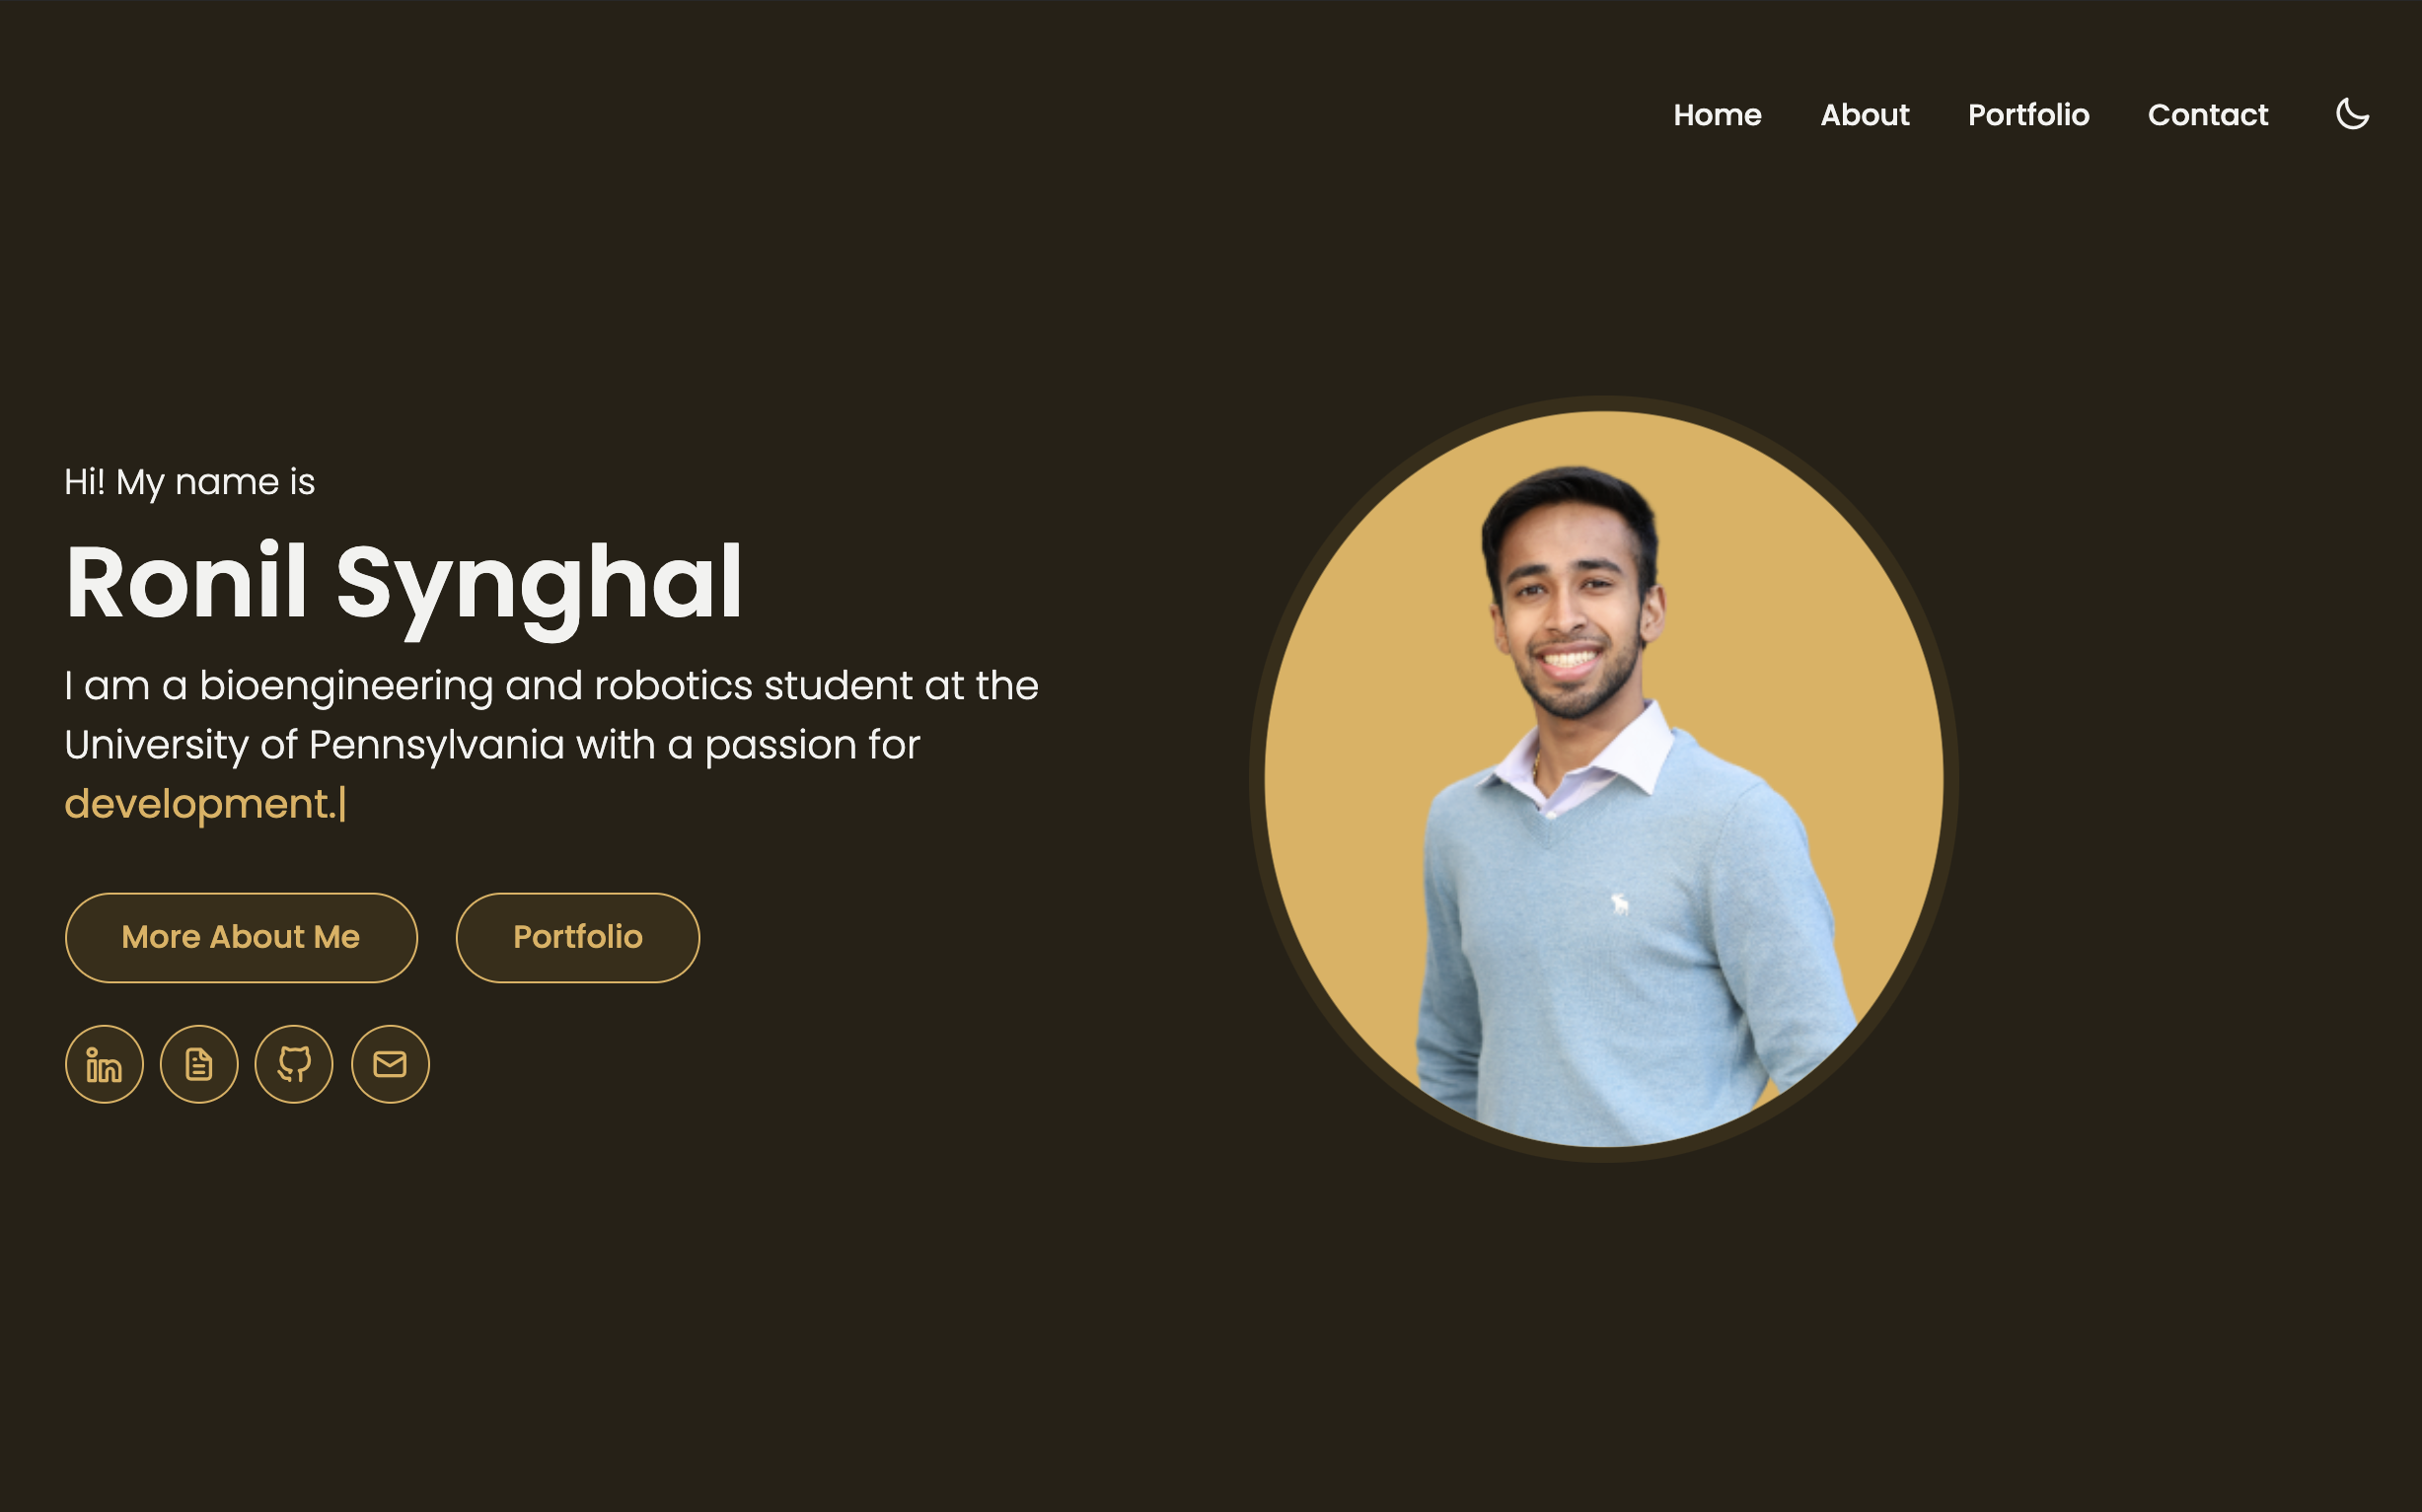 Home About Portfolio Contact
Hi! My name is
Ronil Synghal
I am a bioengineering and robotics student at the
University of Pennsylvania with a passion for
development.
More About Me Portfolio
in